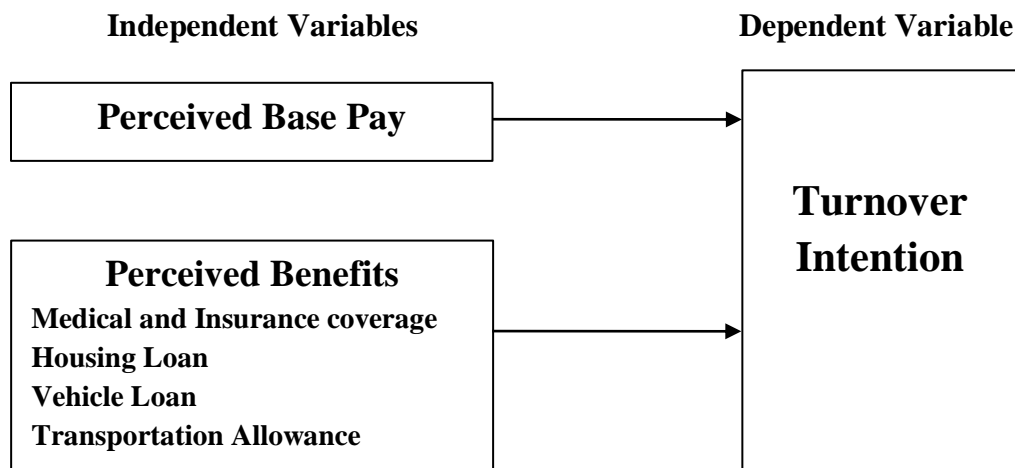 Independent Variables
Dependent Variable
Perceived Base Pay
Turnover
Intention
Perceived Benefits
Medical and Insurance coverage
Housing Loan
Vehicle Loan
Transportation Allowance